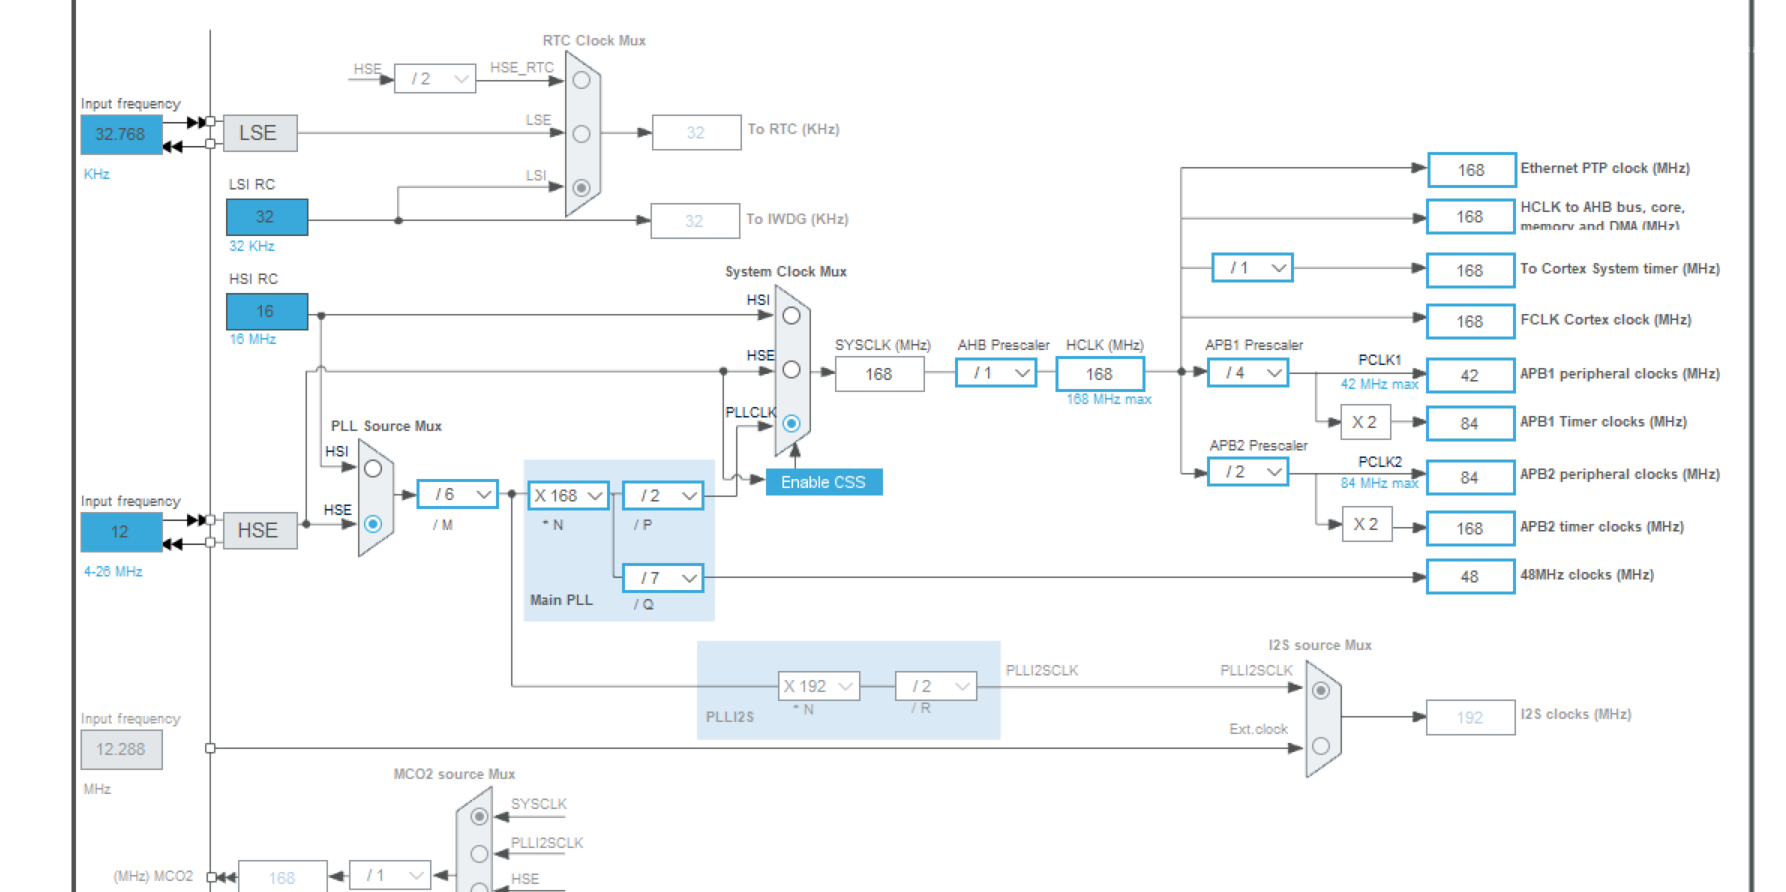 RTC Clock Mux
HSE
/ 2
HSE_RTC
Input frequency
32.768
KHz
LSE
LSE
32
To RTC (KHz)
LSI RC
32
32 KHz
LSI
32
To IWDG (KHz)
HSI RC
16
16 MHz
System Clock Mux
HSI
HSE
PLLCLK
SYSCLK (MHz)
168
AHB Prescaler
/ 1
HCLK (MHz)
168
168 MHz max
Enable CSS
168
Ethernet PTP clock (MHz)
168
HCLK to AHB bus, core,
memory and DMA (MHz)
/ 1
168
To Cortex System timer (MHz)
168
FCLK Cortex clock (MHz)
APB1 Prescaler
/ 4
PCLK1
42 MHz max
42
APB1 peripheral clocks (MHz)
X 2
84
APB1 Timer clocks (MHz)
APB2 Prescaler
/ 2
PCLK2
84 MHz max
84
APB2 peripheral clocks (MHz)
X 2
168
APB2 timer clocks (MHz)
48
48MHz clocks (MHz)
PLL Source Mux
HSI
HSE
Input frequency
12
4-26 MHz
HSE
/ 6
/ M
X 168
* N
/ 2
/ P
/ 7
/ Q
Main PLL
PLLI2S
X 192
* N
/ 2
/ R
PLLI2SCLK
I2S source Mux
PLLI2SCLK
Ext.clock
192
I2S clocks (MHz)
Input frequency
12.288
MHz
MCO2 source Mux
SYSCLK
PLLI2SCLK
HSE
(MHz) MCO2
168
/ 1